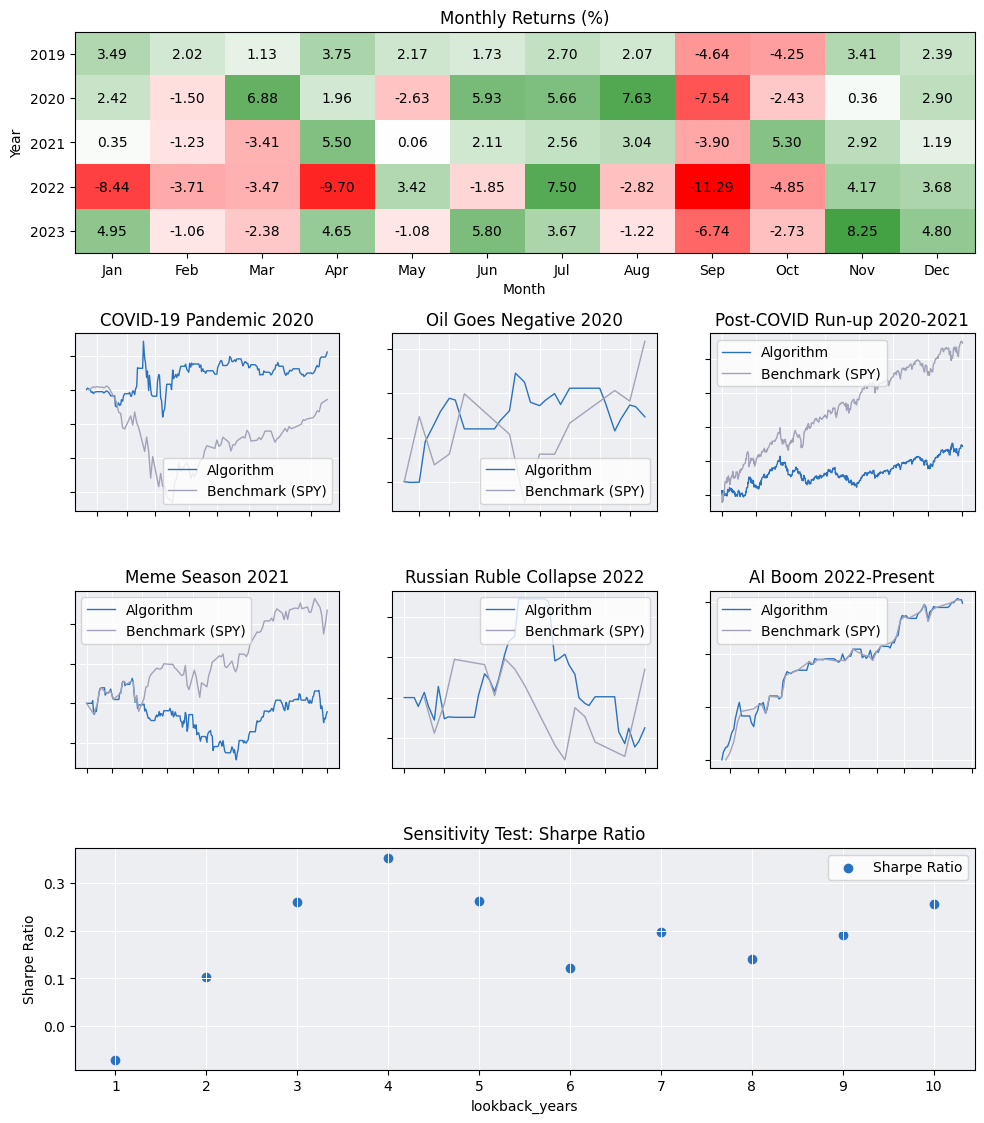 Monthly Returns (%)
2019 3.49 2.02 1.13 3.75 2.17 1.73 2.70 2.07 -4.64 -4.25 3.41 2.39
2020 2.42 -1.50 6.88 1.96 -2.63 5.93 5.66 7.63 -7.54 -2.43 0.36 2.90
Year
2021 0.35 -1.23 -3.41 5.50 0.06 2.11 2.56 3.04 -3.90 5.30 2.92 1.19
2022 -8.44 -3.71 -3.47 -9.70 3.42 -1.85 7.50 -2.82 -11.29 -4.85 4.17 3.68
2023 4.95 -1.06 -2.38 4.65 -1.08 5.80 3.67 -1.22 -6.74 -2.73 8.25 4.80
Jan Feb Mar Apr May Jun Jul Aug Sep Oct Nov Dec
Month
COVID-19 Pandemic 2020
Algorithm
Benchmark (SPY)
Oil Goes Negative 2020
Algorithm
Benchmark (SPY)
Post-COVID Run-up 2020-2021
Algorithm
Benchmark (SPY)
Meme Season 2021
Algorithm
Benchmark (SPY)
Russian Ruble Collapse 2022
Algorithm
Benchmark (SPY)
AI Boom 2022-Present
Algorithm
Benchmark (SPY)
Sensitivity Test: Sharpe Ratio
Sharpe Ratio
Sharpe Ratio
0.3
0.2
0.1
0.0
1 2 3 4 5 6 7 8 9 10
lookback_years